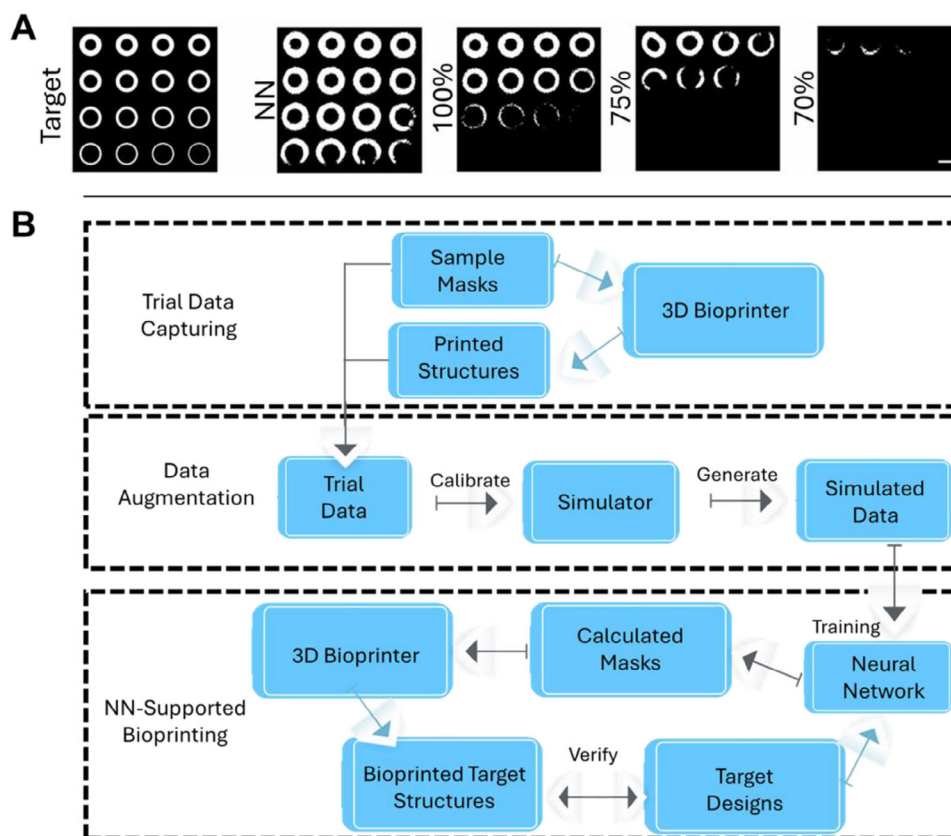 A
Target
NN
100%
75%
70%
B
Trial Data
Capturing
Sample
Masks
3D Bioprinter
Printed
Structures
Data
Augmentation
Trial
Data
Calibrate
Simulator
Generate
Simulated
Data
NN-Supported
Bioprinting
3D Bioprinter
Calculated
Masks
Training
Neural
Network
Bioprinted Target
Structures
Verify
Target
Designs